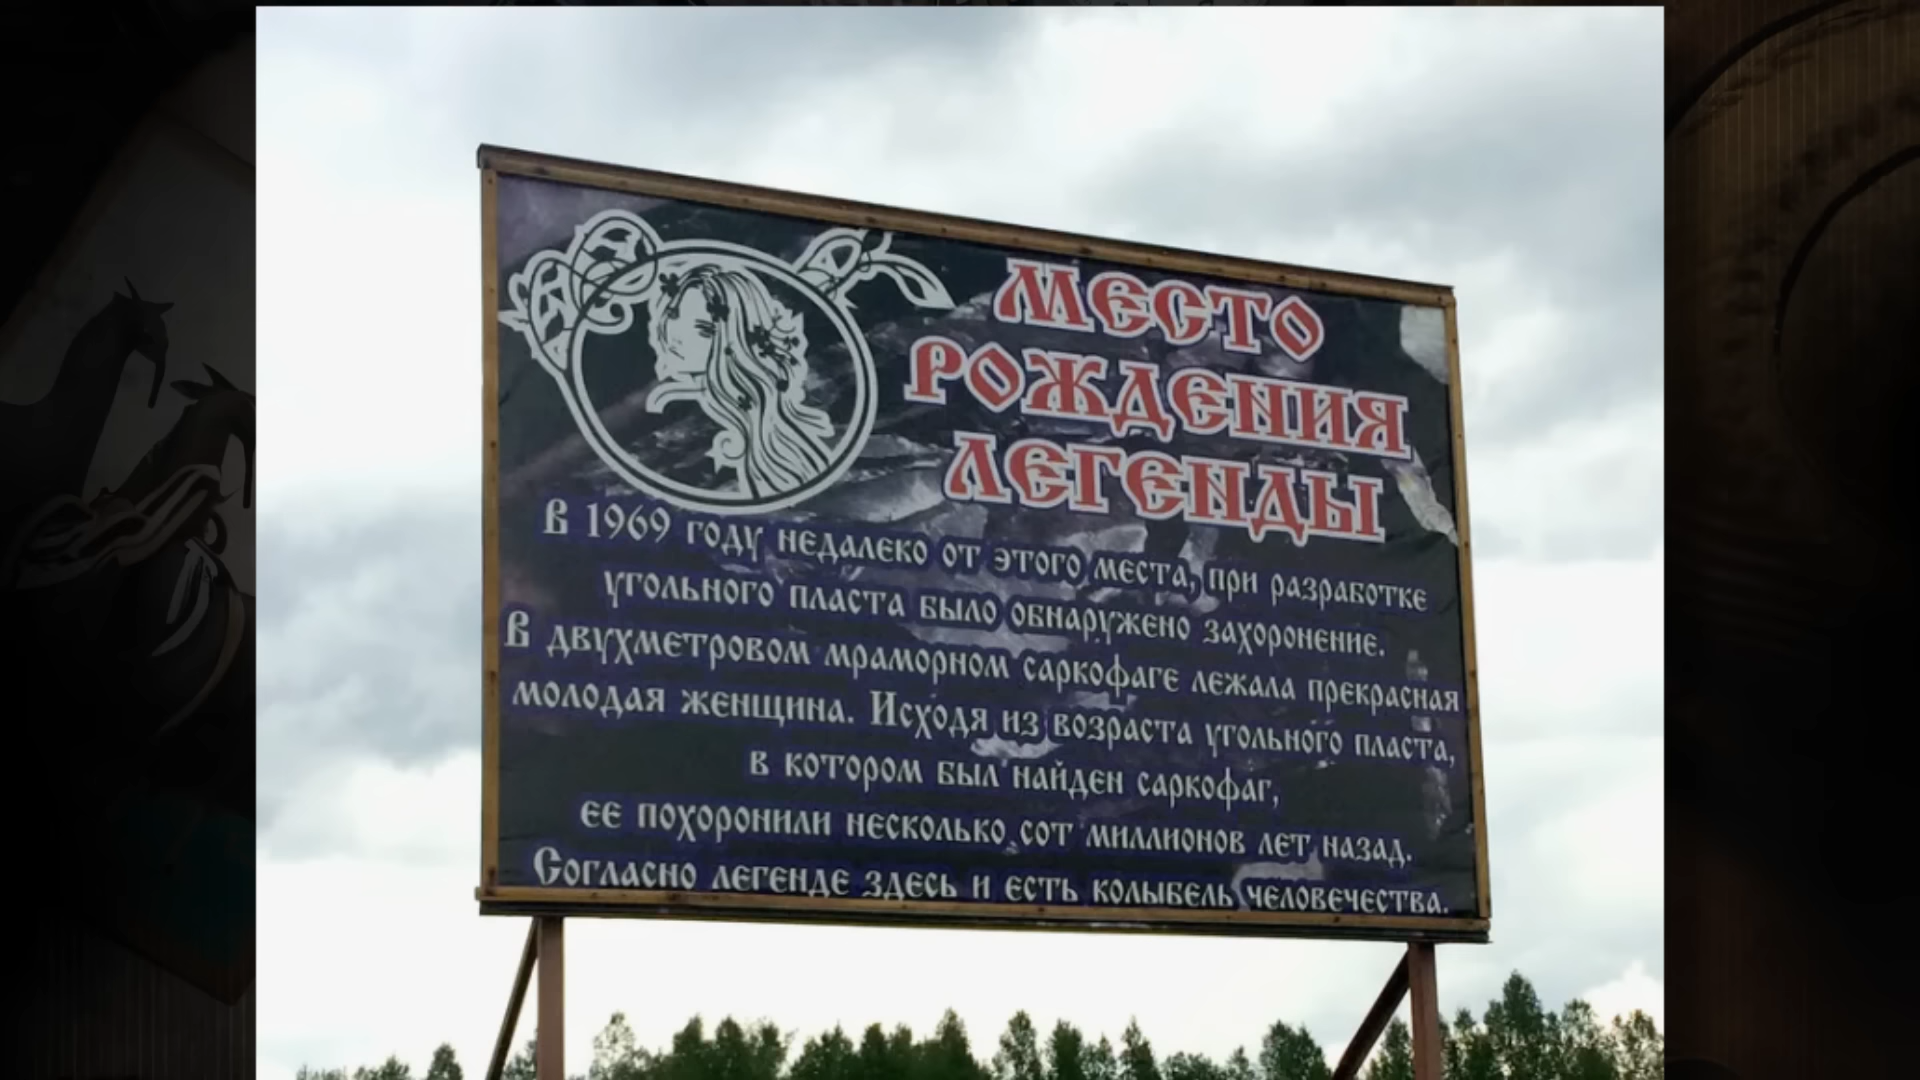 МЕСТО
РОЖДЕНИЯ
ЛЕГЕНДЫ
В 1969 году недалеко от этого места, при разработке
угольного пласта было обнаружено захоронение.
В двухметровом мраморном саркофаге лежала прекрасная
молодая женщина. Исходя из возраста угольного пласта,
в котором был найден саркофаг,
ее похоронили несколько сот миллионов лет назад.
Согласно легенде здесь и есть колыбель человечества.